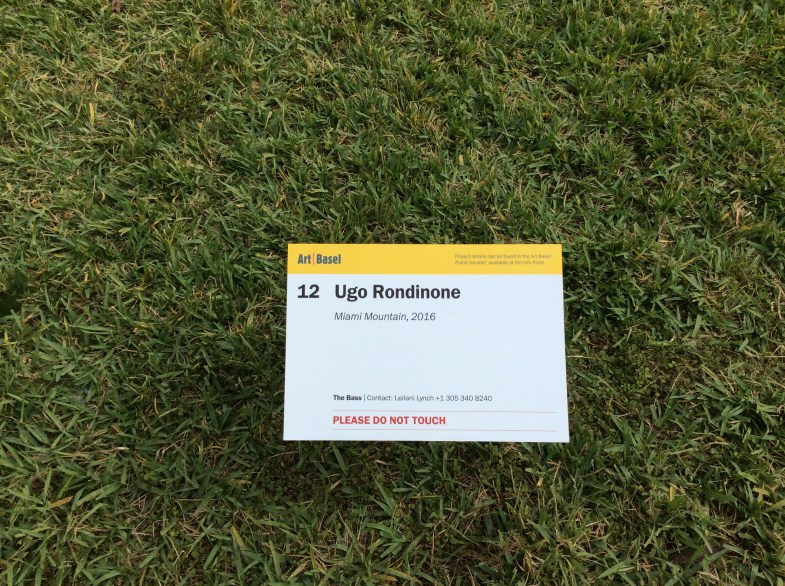 Art|Basel
Project details can be found in the Art Basel
Public booklet, available at the Info Point.
12 Ugo Rondinone
Miami Mountain, 2016
The Bass | Contact: Leilani Lynch +1 305 340 8240
PLEASE DO NOT TOUCH